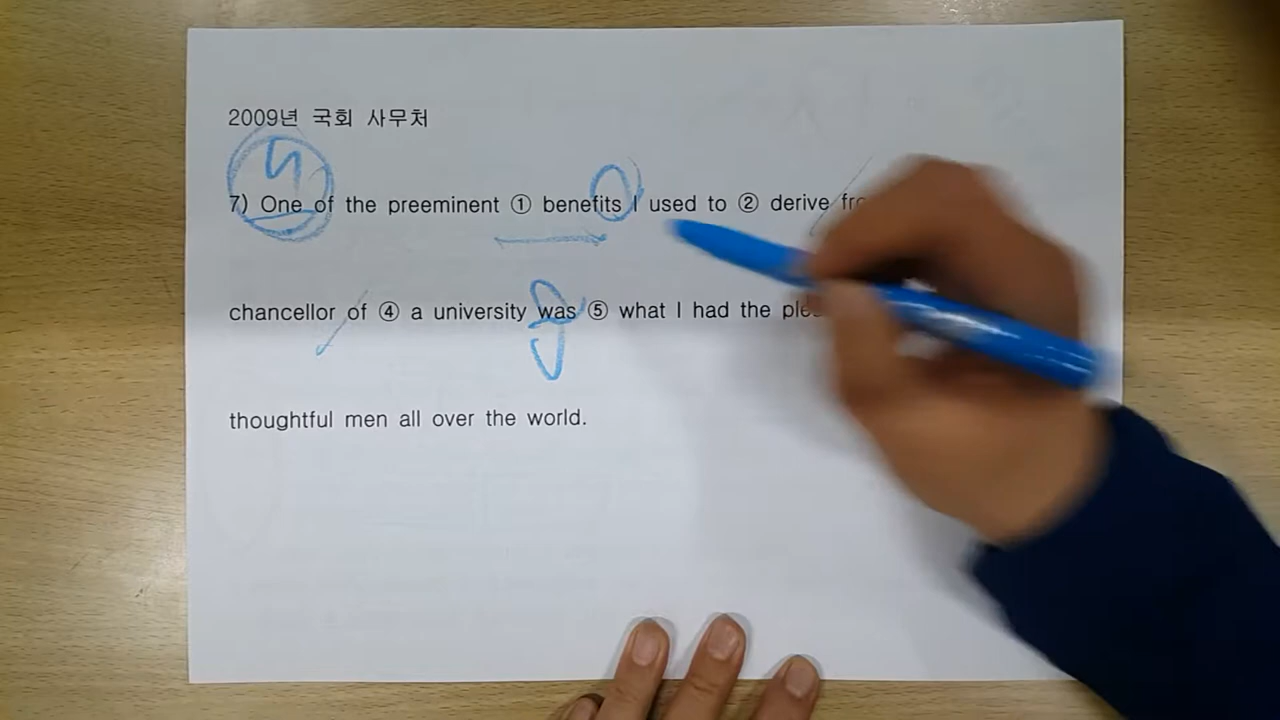 2009년 국회 사무처
7) One of the preeminent ① benefits I used to ② derive
chancellor of ④ a university was ⑤ what I had the
thoughtful men all over the world.